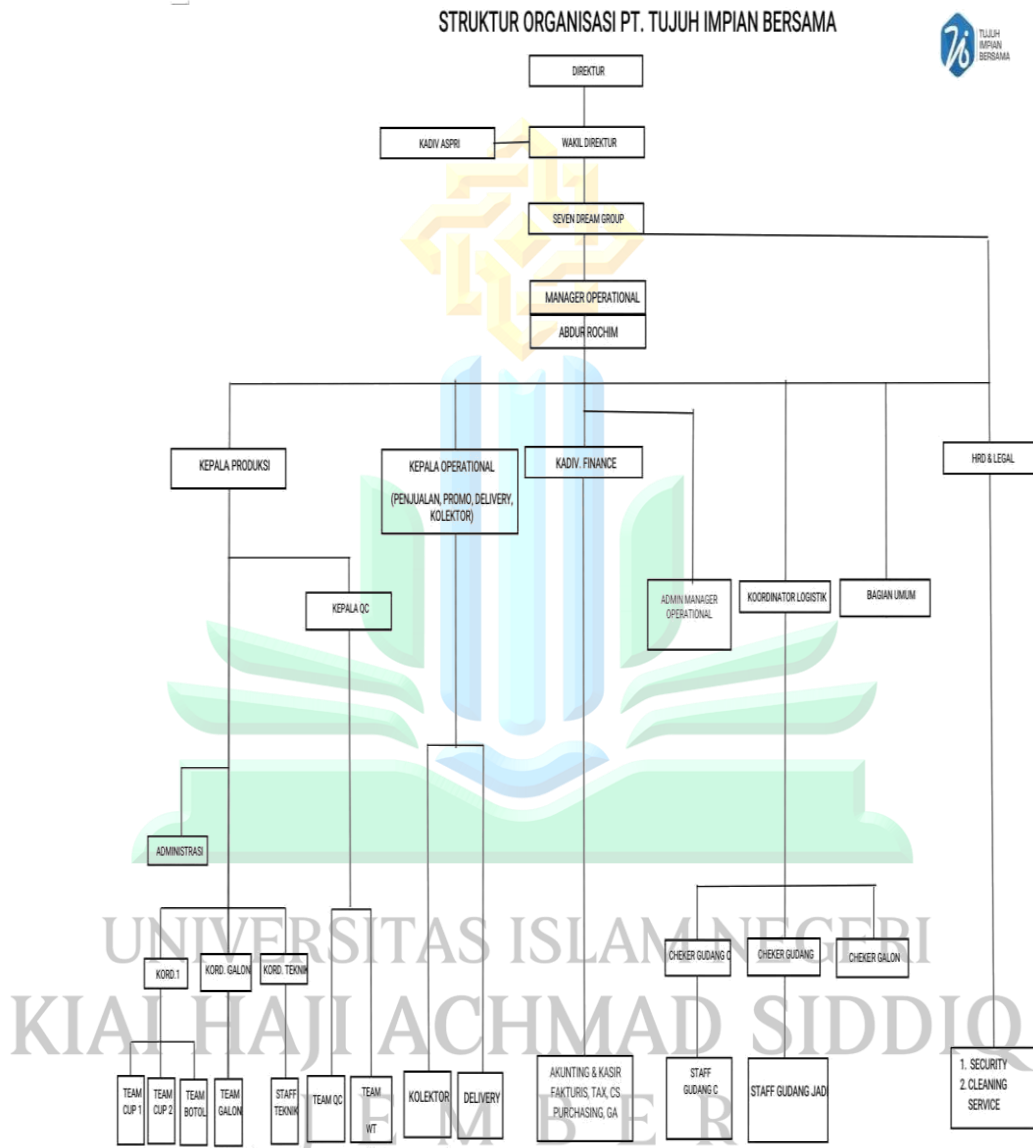 STRUKTUR ORGANISASI PT. TUJUH IMPIAN BERSAMA
TUJUH
IMPIAN
BERSAMA
DIREKTUR
KADIV ASPRI
WAKIL DIREKTUR
SEVEN DREAM GROUP
MANAGER OPERATIONAL
ABDUR ROCHIM
KEPALA PRODUKSI
KEPALA OPERATIONAL
(PENJUALAN, PROMO, DELIVERY,
KOLEKTOR)
KADIV. FINANCE
HRD & LEGAL
KEPALA QC
ADMIN MANAGER
OPERATIONAL
KOORDINATOR LOGISTIK
BAGIAN UMUM
ADMINISTRASI
UNIVERSITAS ISLAM NEGERI
KORD.1
KORD. GALON
KORD. TEKNIK
CHEKER GUDANG C
CHEKER GUDANG
CHEKER GALON
KIAI HAJI ACHMAD SIDDIQ
TEAM
CUP 1
TEAM
CUP 2
TEAM
BOTOL
TEAM
GALON
STAFF
TEKNIK
TEAM QC
TEAM
WT
KOLEKTOR
DELIVERY
AKUNTING & KASIR
FAKTURIS, TAX, CS
PURCHASING, GA
STAFF
GUDANG C
STAFF GUDANG JADI
1. SECURITY
2. CLEANING
SERVICE
JEMBER